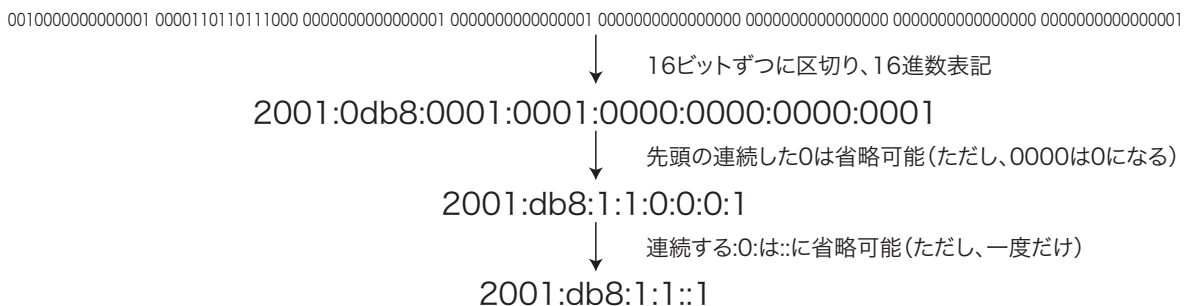 0010000000000001 0000110110111000 0000000000000001 0000000000000001 0000000000000000 0000000000000000 0000000000000000 0000000000000001
16ビットずつに区切り、16進数表記
2001:0db8:0001:0001:0000:0000:0000:0001
先頭の連続した0は省略可能（ただし、0000は0になる）
2001:db8:1:1:0:0:0:1
連続する:0:は::に省略可能（ただし、一度だけ）
2001:db8:1:1::1